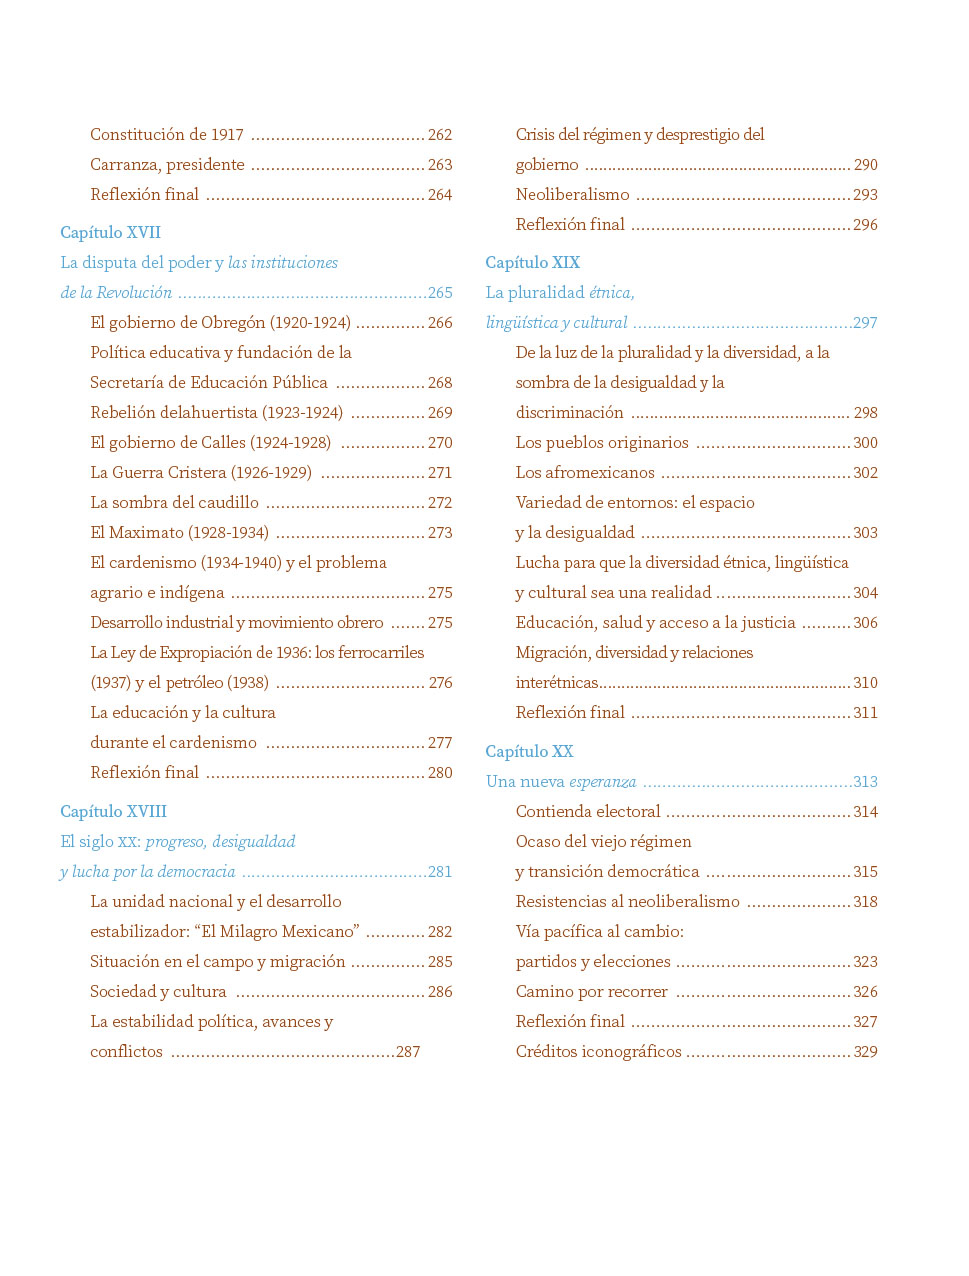 Constitución de 1917 .................................. 262
Carranza, presidente .................................. 263
Reflexión final ........................................... 264
Capítulo XVII
La disputa del poder y las instituciones
de la Revolución ...................................................265
El gobierno de Obregón (1920-1924) .............. 266
Política educativa y fundación de la
Secretaría de Educación Pública .................. 268
Rebelión delahuertista (1923-1924) ............... 269
El gobierno de Calles (1924-1928) ................. 270
La Guerra Cristera (1926-1929) ..................... 271
La sombra del caudillo ................................ 272
El Maximato (1928-1934) .............................. 273
El cardenismo (1934-1940) y el problema
agrario e indígena ....................................... 275
Desarrollo industrial y movimiento obrero ....... 275
La Ley de Expropiación de 1936: los ferrocarriles
(1937) y el petróleo (1938) .............................. 276
La educación y la cultura
durante el cardenismo ................................ 277
Reflexión final ............................................ 280
Capítulo XVIII
El siglo XX: progreso, desigualdad
y lucha por la democracia ......................................281
La unidad nacional y el desarrollo
estabilizador: “El Milagro Mexicano” ............ 282
Situación en el campo y migración ............... 285
Sociedad y cultura ...................................... 286
La estabilidad política, avances y
conflictos .............................................287
Crisis del régimen y desprestigio del
gobierno ........................................................... 290
Neoliberalismo ........................................... 293
Reflexión final ............................................ 296
Capítulo XIX
La pluralidad étnica,
lingüística y cultural .............................................297
De la luz de la pluralidad y la diversidad, a la
sombra de la desigualdad y la
discriminación ................................................ 298
Los pueblos originarios ............................... 300
Los afromexicanos ...................................... 302
Variedad de entornos: el espacio
y la desigualdad .......................................... 303
Lucha para que la diversidad étnica, lingüística
y cultural sea una realidad ........................... 304
Educación, salud y acceso a la justicia .......... 306
Migración, diversidad y relaciones
interétnicas........................................................ 310
Reflexión final ............................................ 311
Capítulo XX
Una nueva esperanza ...........................................313
Contienda electoral ..................................... 314
Ocaso del viejo régimen
y transición democrática ............................. 315
Resistencias al neoliberalismo ..................... 318
Vía pacífica al cambio:
partidos y elecciones ................................... 323
Camino por recorrer ................................... 326
Reflexión final ............................................ 327
Créditos iconográficos ................................. 329